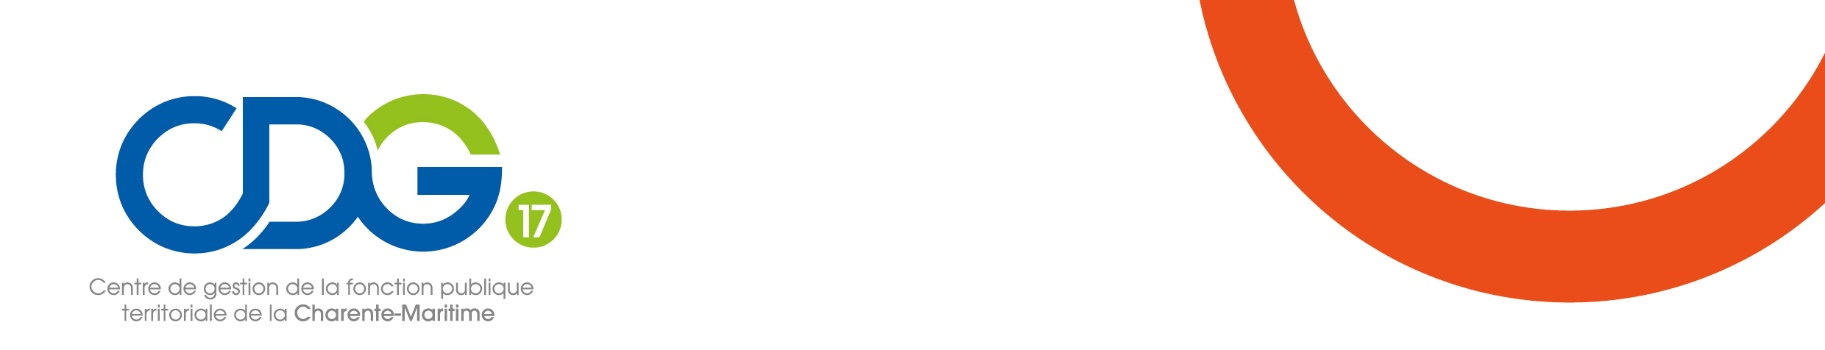 CDG
17
Centre de gestion de la fonction publique
territoriale de la Charente-Maritime